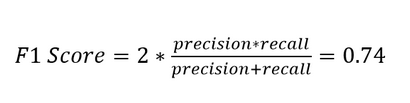 F1 Score = 2 * precision*recall / precision+recall = 0.74